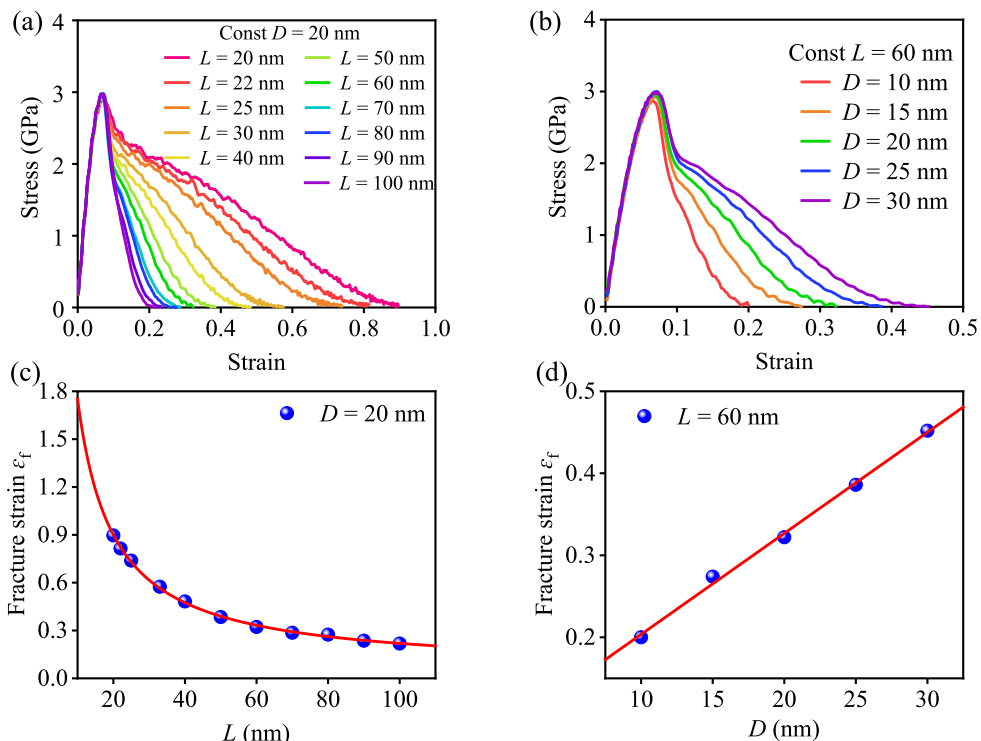 (a)
4
3
2
1
0
Stress (GPa)
Const D = 20 nm
L = 20 nm
L = 22 nm
L = 25 nm
L = 30 nm
L = 40 nm
L = 50 nm
L = 60 nm
L = 70 nm
L = 80 nm
L = 90 nm
L = 100 nm
0.0 0.2 0.4 0.6 0.8 1.0
Strain
(b)
4
3
2
1
0
Stress (GPa)
Const L = 60 nm
D = 10 nm
D = 15 nm
D = 20 nm
D = 25 nm
D = 30 nm
0.0 0.1 0.2 0.3 0.4 0.5
Strain
(c)
1.8
1.5
1.2
0.9
0.6
0.3
0.0
Fracture strain εf
D = 20 nm
20 40 60 80 100
L (nm)
(d)
0.5
0.4
0.3
0.2
Fracture strain εf
L = 60 nm
10 15 20 25 30
D (nm)